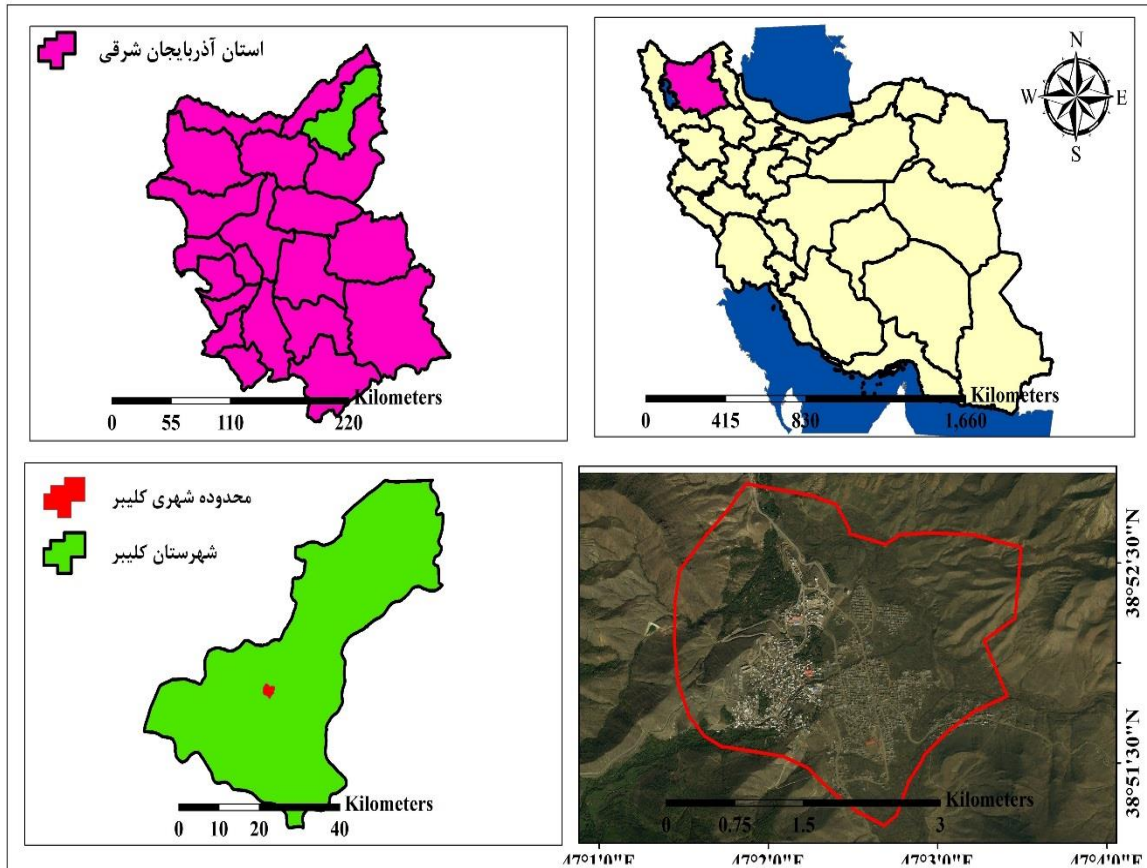 استان آذربایجان شرقی
Kilometers
0 55 110 220
N
W E
S
Kilometers
0 415 830 1,660
محدوده شهری کلیبر
شهرستان کلیبر
Kilometers
0 10 20 30 40
38°52'30"N
38°51'30"N
Kilometers
0 0.75 1.5 3
47°1'0"E 47°2'0"E 47°3'0"E 47°4'0"E